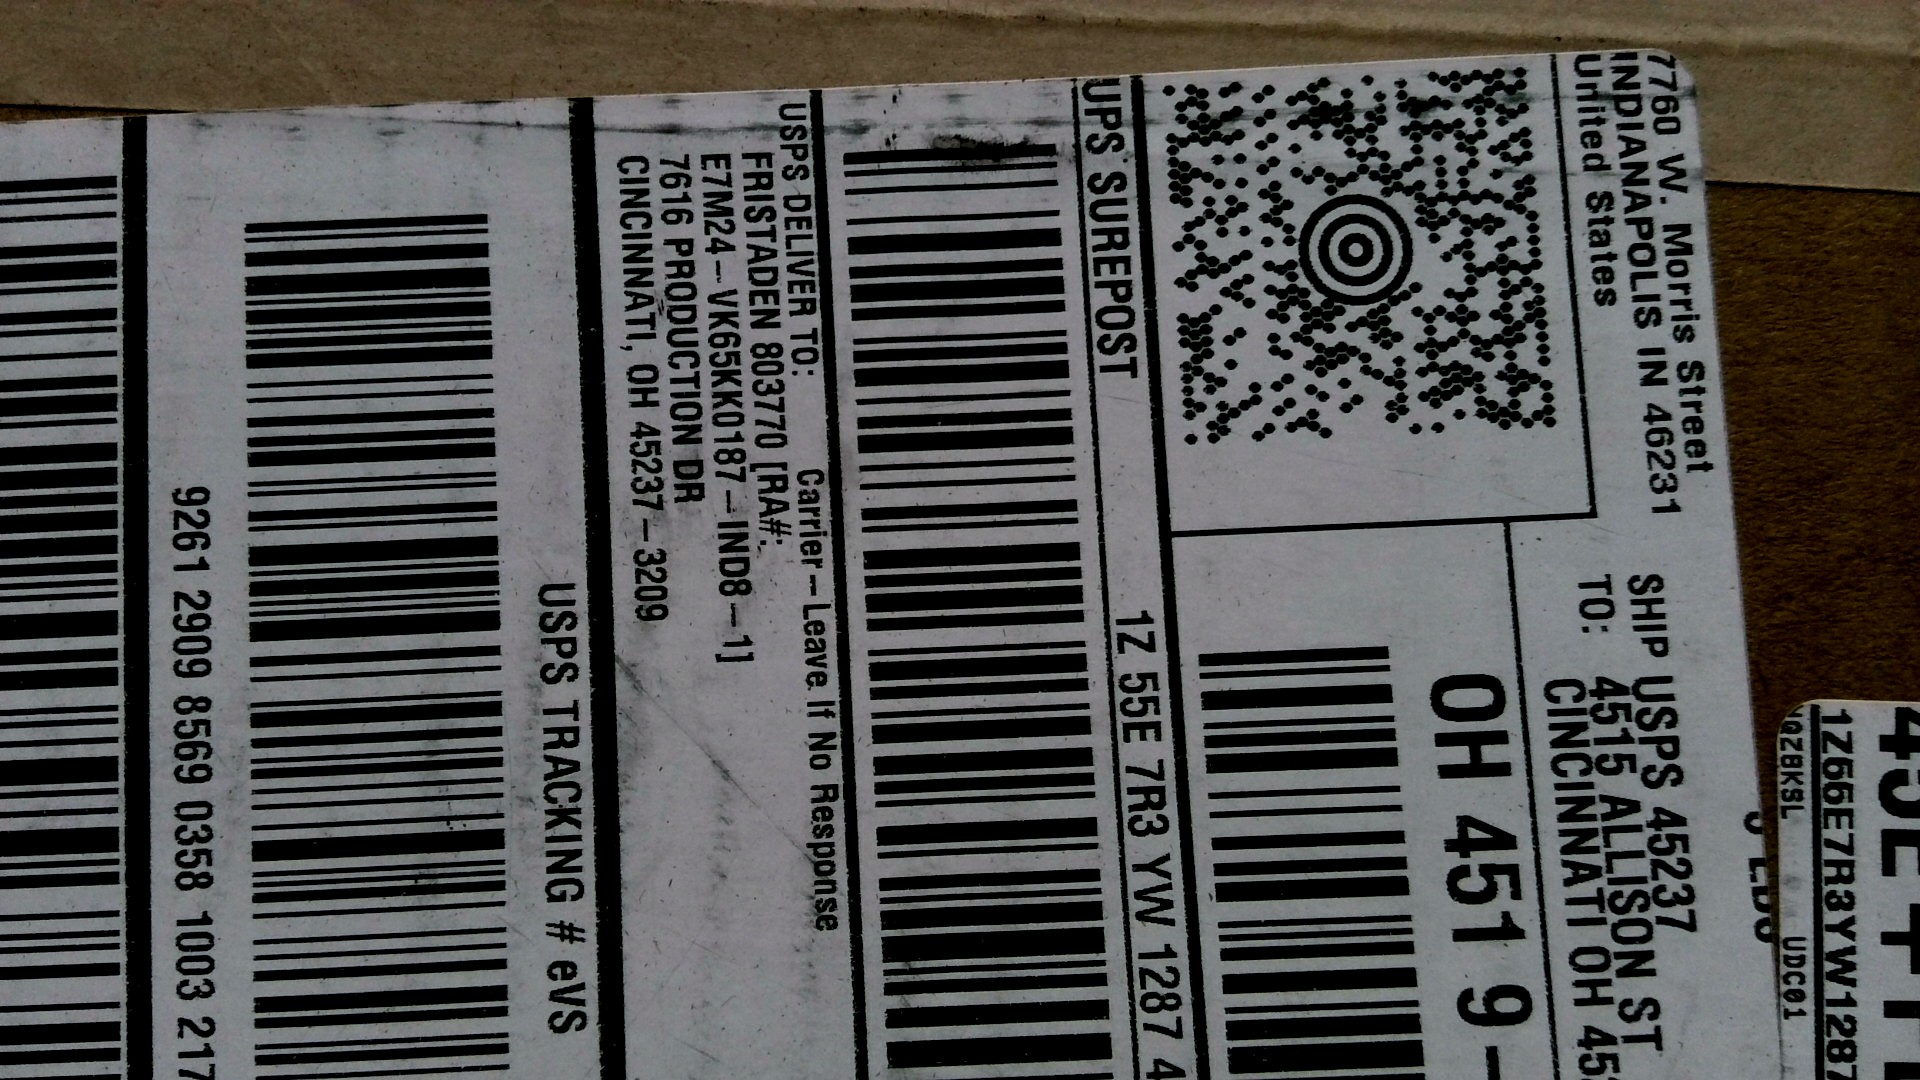 7760 W. Morris Street
INDIANAPOLIS IN 46231
United States
SHIP USPS 45237
TO: 4515 ALLISON ST
CINCINNATI OH 45
OH 451 9-
UPS SUREPOST
1Z 55E 7R3 YW 1287 4
USPS DELIVER TO:
Carrier-Leave If No Response
FRISTADEN 803770 [RA#:
E7M24-VK65KK0187-IND8-1]
7616 PRODUCTION DR
CINCINNATI, OH 45237-3209
USPS TRACKING # eVS
9261 2909 8569 0358 1003 217
1Z55E7R3YW1287
UDC01